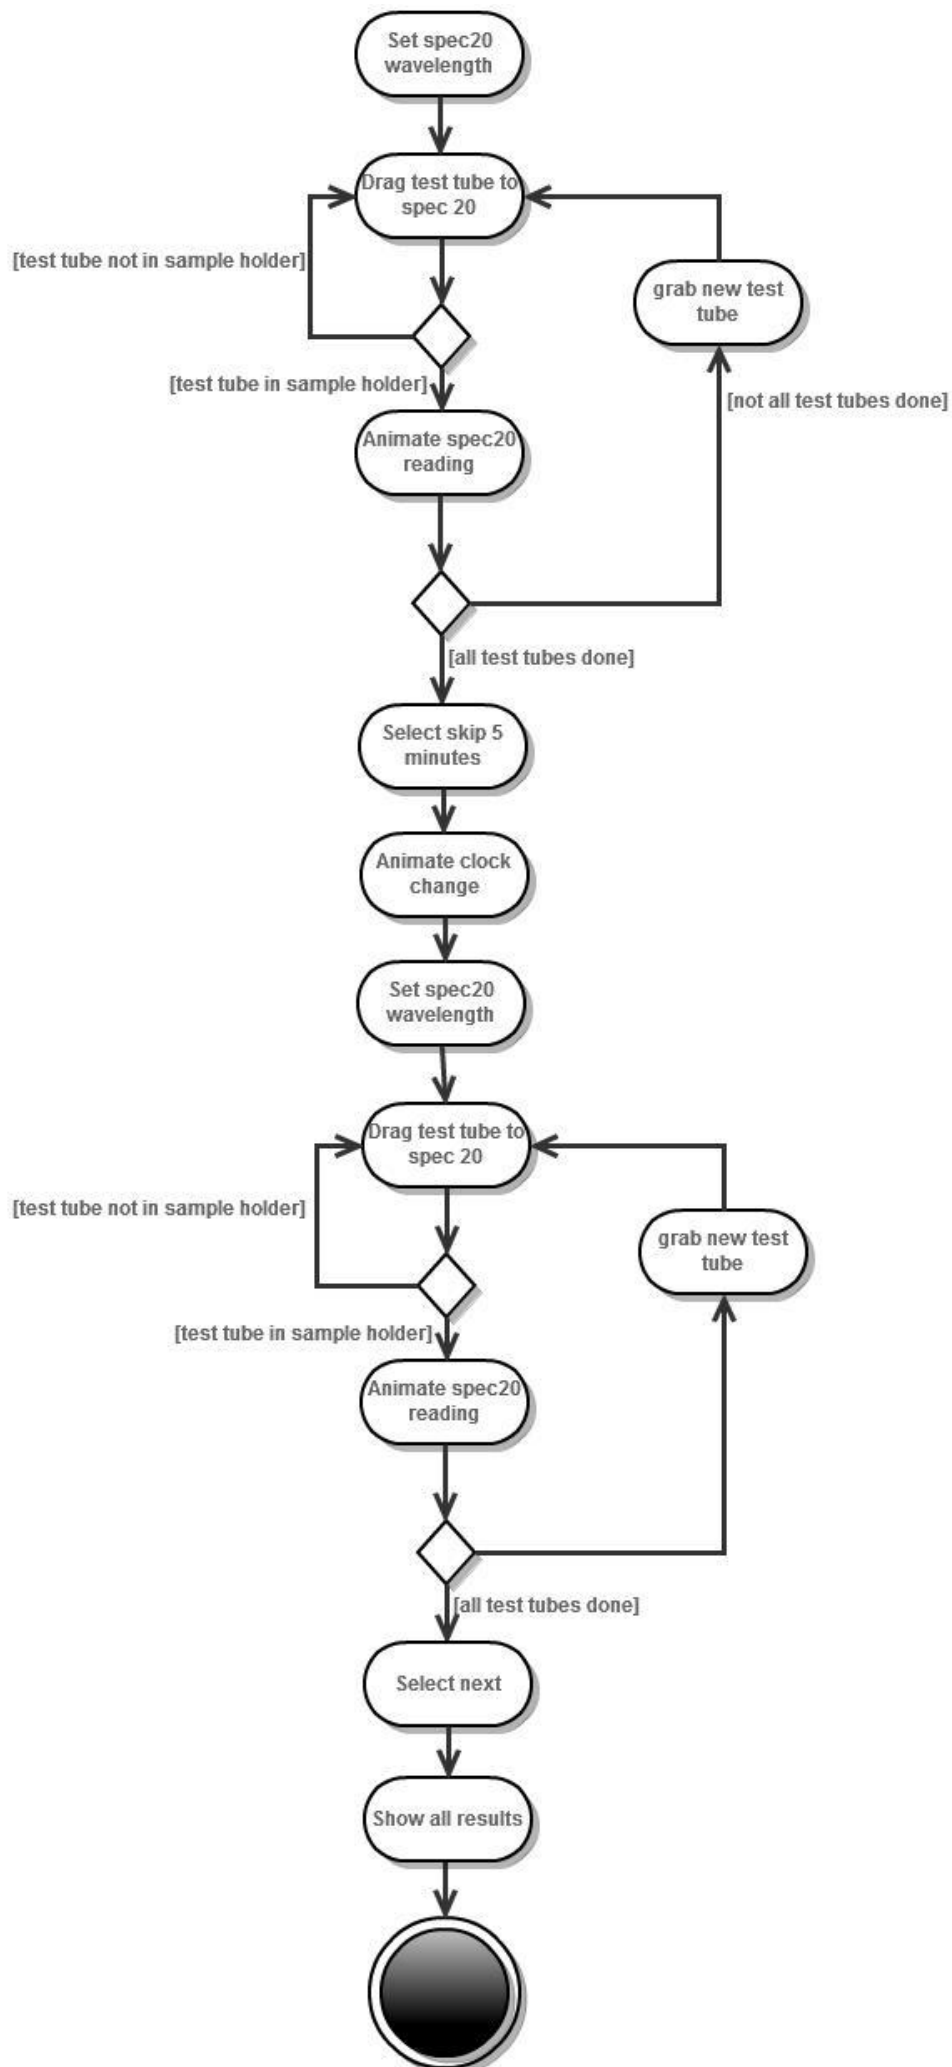 Set spec20
wavelength
Drag test tube to
spec 20
[test tube not in sample holder]
grab new test
tube
[test tube in sample holder]
[not all test tubes done]
Animate spec20
reading
[all test tubes done]
Select skip 5
minutes
Animate clock
change
Set spec20
wavelength
Drag test tube to
spec 20
[test tube not in sample holder]
grab new test
tube
[test tube in sample holder]
Animate spec20
reading
[all test tubes done]
Select next
Show all results